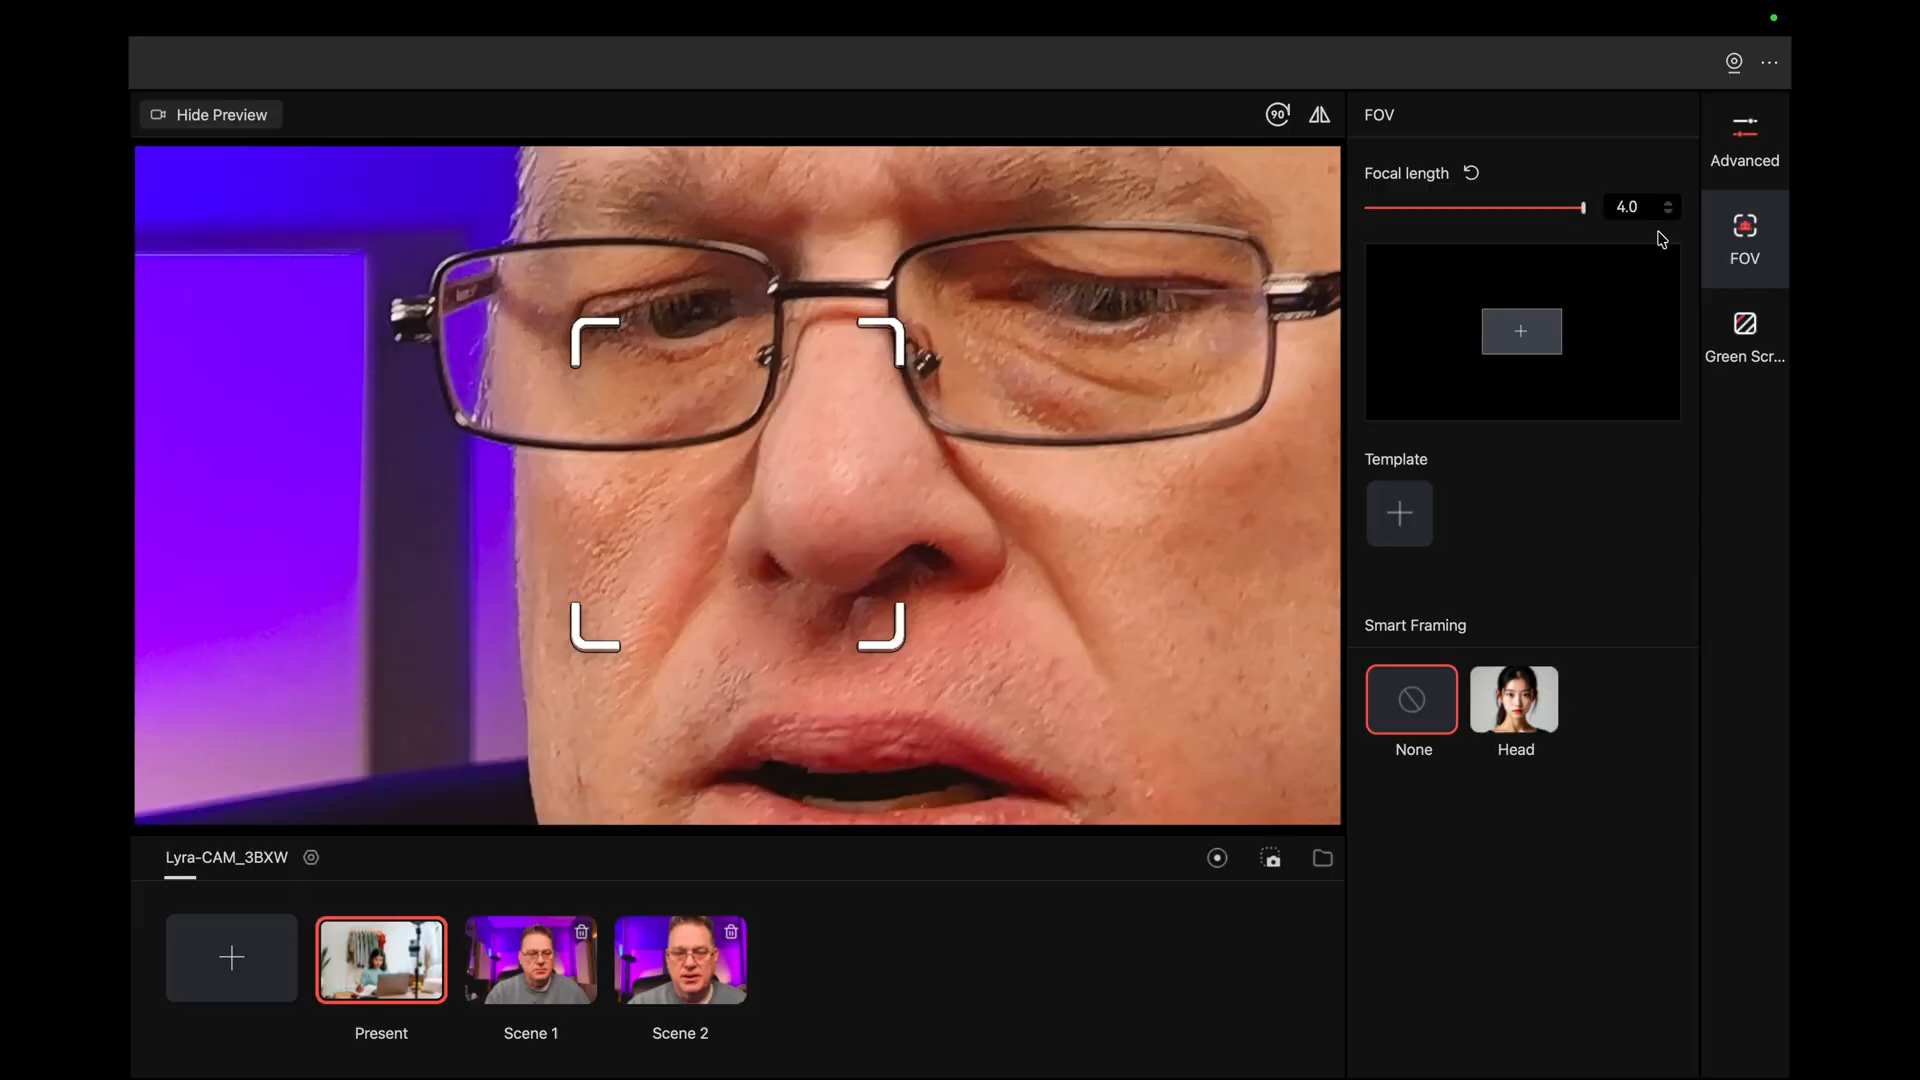 Hide Preview
90
FOV
Focal length
4.0
Advanced
FOV
Green Scr...
Template
Smart Framing
None
Head
Lyra-CAM_3BXW
Present
Scene 1
Scene 2